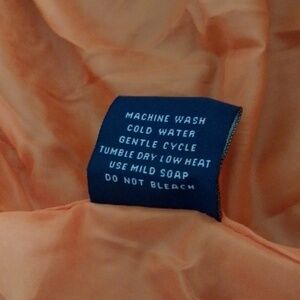 MACHINE WASH
COLD WATER
GENTLE CYCLE
TUMBLE DRY LOW HEAT
USE MILD SOAP
DO NOT BLEACH